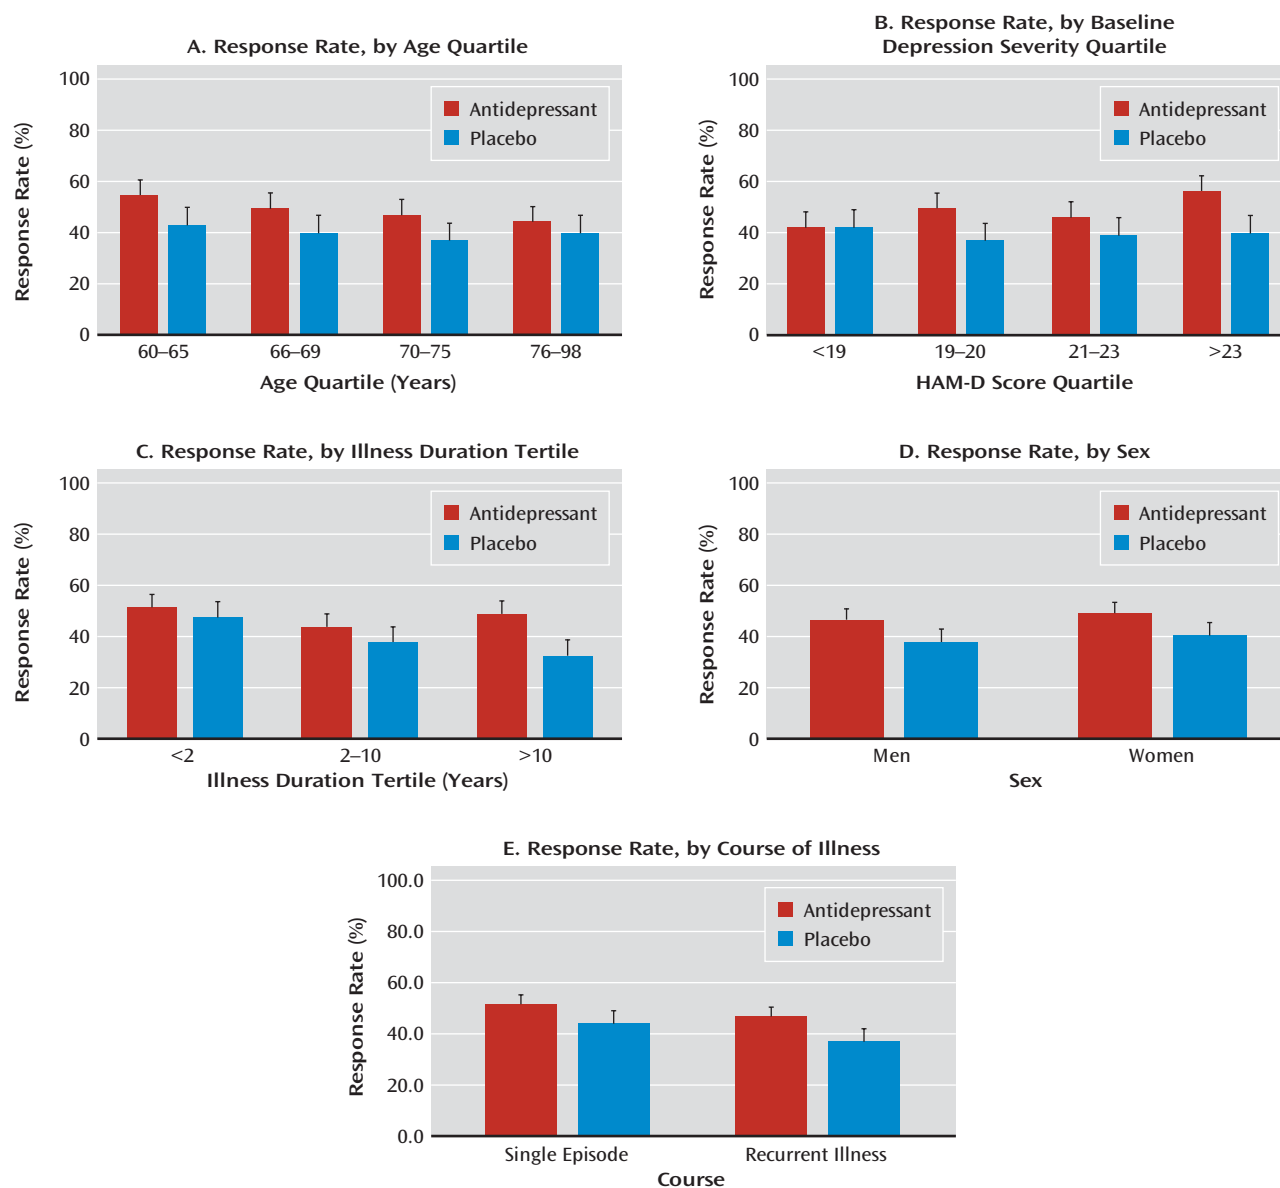 A. Response Rate, by Age Quartile
Response Rate (%)
100
80
60
40
20
0
Antidepressant
Placebo
60–65 66–69 70–75 76–98
Age Quartile (Years)
B. Response Rate, by Baseline
Depression Severity Quartile
Response Rate (%)
100
80
60
40
20
0
Antidepressant
Placebo
<19 19–20 21–23 >23
HAM-D Score Quartile
C. Response Rate, by Illness Duration Tertile
Response Rate (%)
100
80
60
40
20
0
Antidepressant
Placebo
<2 2–10 >10
Illness Duration Tertile (Years)
D. Response Rate, by Sex
Response Rate (%)
100
80
60
40
20
0
Antidepressant
Placebo
Men Women
Sex
E. Response Rate, by Course of Illness
Response Rate (%)
100.0
80.0
60.0
40.0
20.0
0.0
Antidepressant
Placebo
Single Episode Recurrent Illness
Course